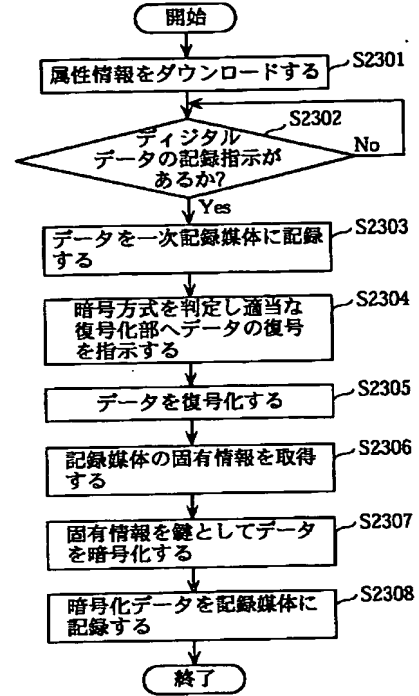 開始
属性情報をダウンロードする
S2301
ディジタル
データの記録指示が
あるか?
S2302
No
Yes
データを一次記録媒体に記録
する
S2303
暗号方式を判定し適当な
復号化部へデータの復号
を指示する
S2304
データを復号化する
S2305
記録媒体の固有情報を取得
する
S2306
固有情報を鍵としてデータ
を暗号化する
S2307
暗号化データを記録媒体に
記録する
S2308
終了